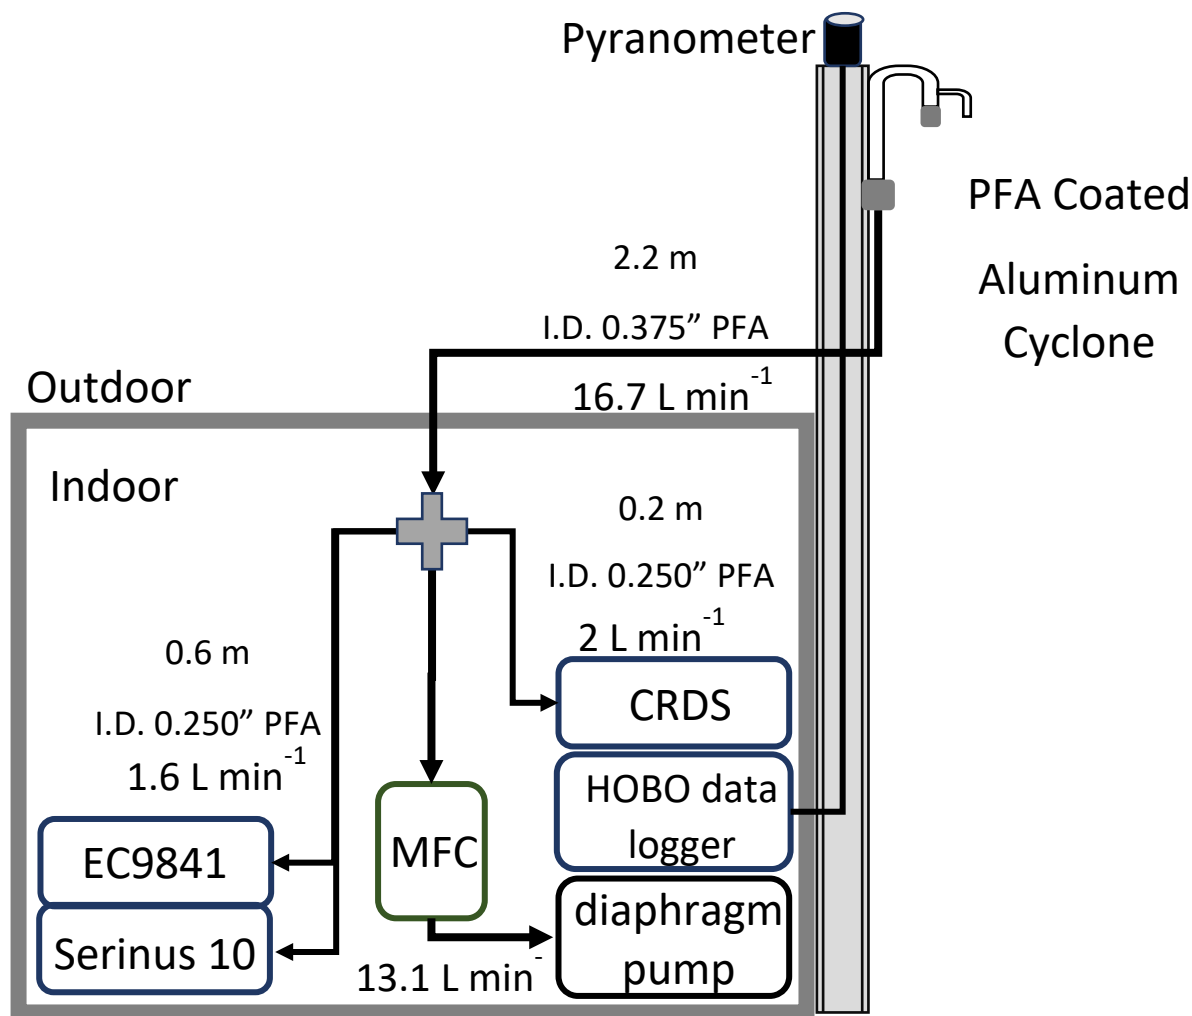 Pyranometer
PFA Coated
Aluminum
Cyclone
2.2 m
I.D. 0.375” PFA
16.7 L min⁻¹
Outdoor
Indoor
0.2 m
I.D. 0.250” PFA
2 L min⁻¹
0.6 m
I.D. 0.250” PFA
1.6 L min⁻¹
CRDS
HOBO data
logger
EC9841
MFC
Serinus 10
diaphragm
pump
13.1 L min⁻